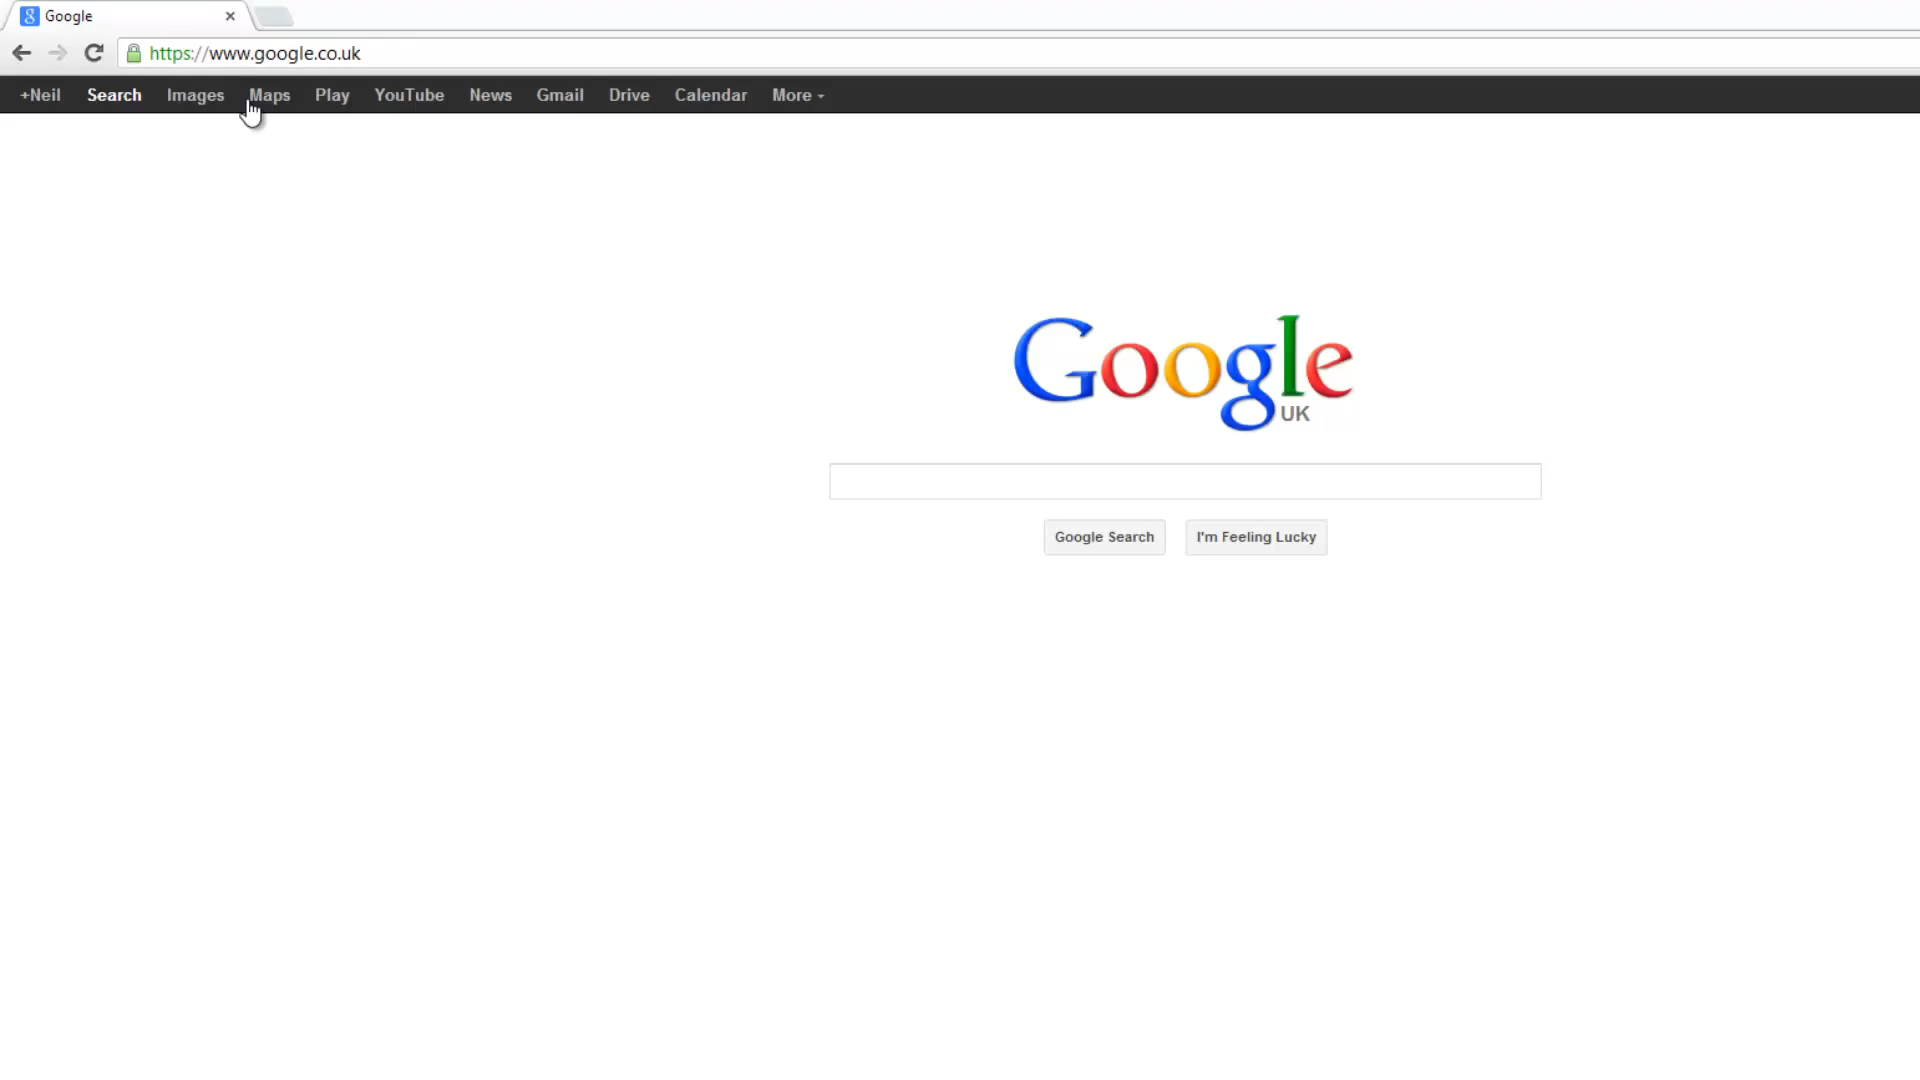 Google
https://www.google.co.uk
+Neil Search Images Maps Play YouTube News Gmail Drive Calendar More
Google
UK
Google Search I'm Feeling Lucky